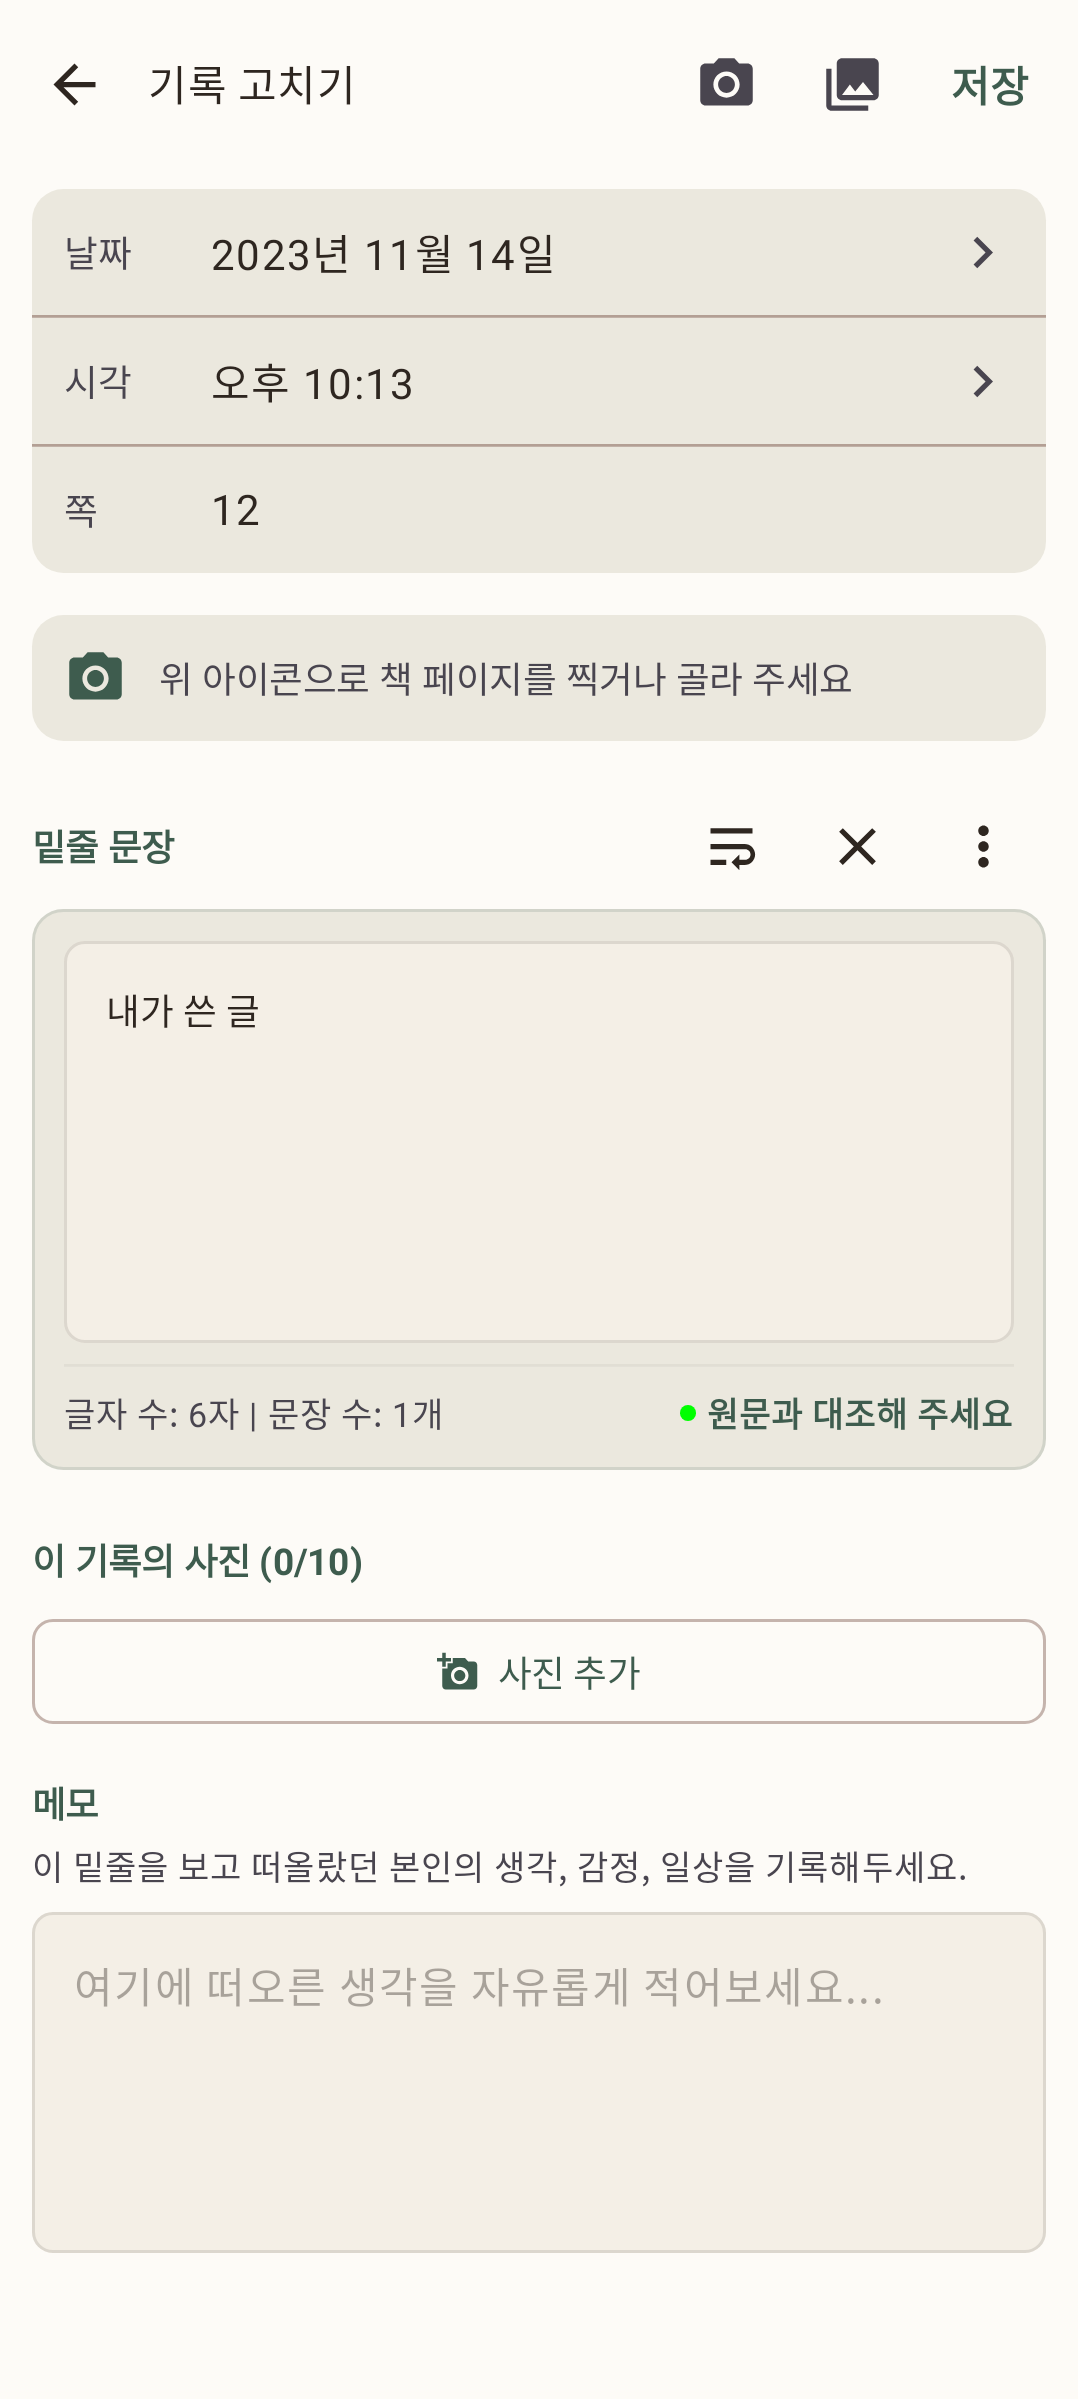 기록 고치기
저장
날짜 2023년 11월 14일
시각 오후 10:13
쪽 12
위 아이콘으로 책 페이지를 찍거나 골라 주세요
밑줄 문장
내가 쓴 글
글자 수: 6자 | 문장 수: 1개
원문과 대조해 주세요
이 기록의 사진 (0/10)
사진 추가
메모
이 밑줄을 보고 떠올랐던 본인의 생각, 감정, 일상을 기록해두세요.
여기에 떠오른 생각을 자유롭게 적어보세요...